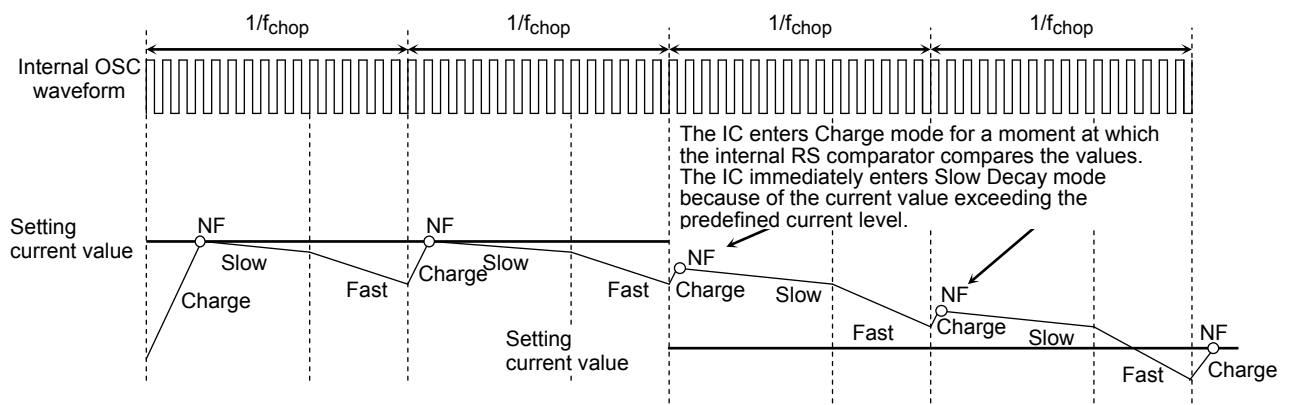 1/fchop 1/fchop 1/fchop 1/fchop
Internal OSC
waveform
The IC enters Charge mode for a moment at which
the internal RS comparator compares the values.
The IC immediately enters Slow Decay mode
because of the current value exceeding the
predefined current level.
Setting
current value
NF
Slow
Fast
Charge
NF
Charge
Slow
Fast
NF
Charge
Slow
Fast
NF
Charge
Slow
Fast
NF
Charge
Setting
current value